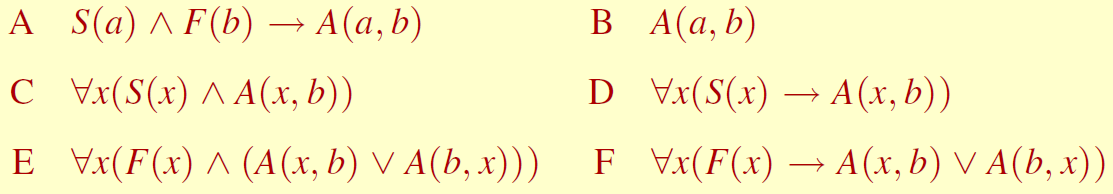 A S(a) ∧ F(b) → A(a, b) B A(a, b)
C ∀x(S(x) ∧ A(x, b)) D ∀x(S(x) → A(x, b))
E ∀x(F(x) ∧ (A(x, b) ∨ A(b, x))) F ∀x(F(x) → A(x, b) ∨ A(b, x))